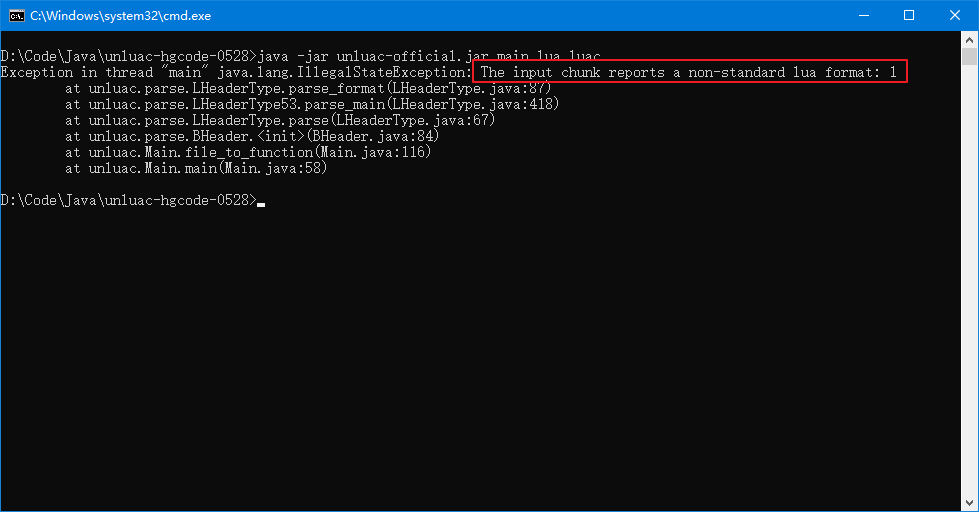 C:\Windows\system32\cmd.exe
D:\Code\Java\unluac-hgcode-0528>java -jar unluac-official.jar main.lua.luac
Exception in thread "main" java.lang.IllegalStateException: The input chunk reports a non-standard lua format: 1
at unluac.parse.LHeaderType.parse_format(LHeaderType.java:87)
at unluac.parse.LHeaderType53.parse_main(LHeaderType.java:418)
at unluac.parse.LHeaderType.parse(LHeaderType.java:67)
at unluac.parse.BHeader.<init>(BHeader.java:84)
at unluac.Main.file_to_function(Main.java:116)
at unluac.Main.main(Main.java:58)
D:\Code\Java\unluac-hgcode-0528>